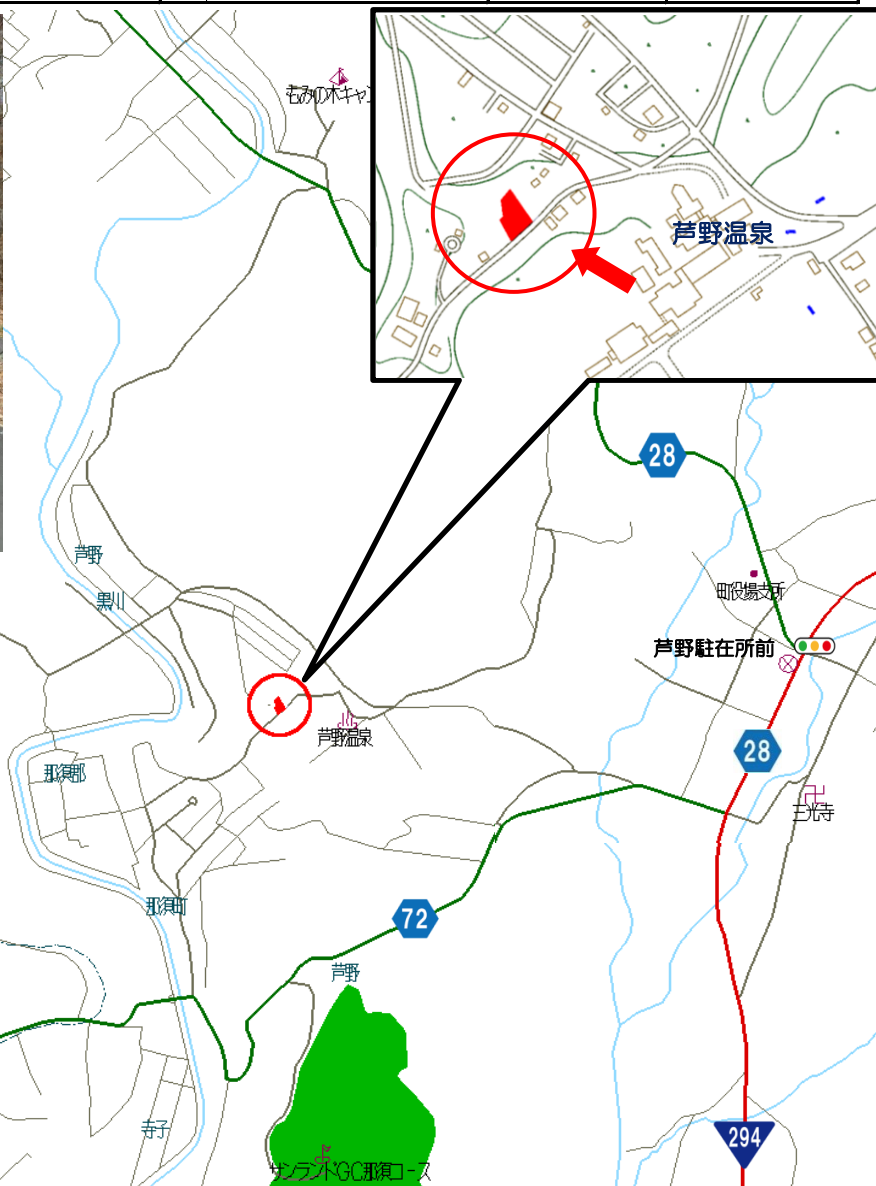 もみの木キャン
芦野温泉
28
芦野
町役場支所
黒川
芦野駐在所前
芦野温泉
28
那須郡
三光寺
那須町
72
芦野
寺子
294
サンランドGC那須コース